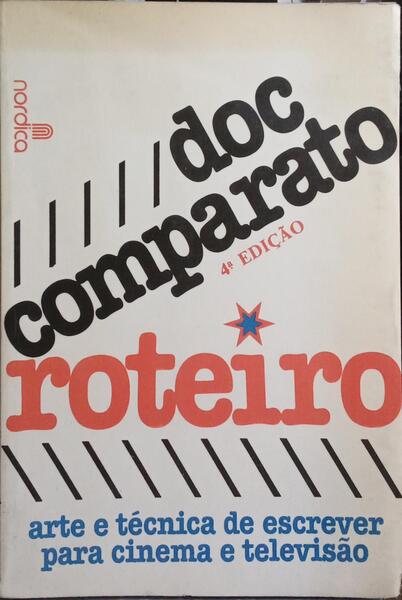 nordica
doc
comparato
4ª EDIÇÃO
roteiro
arte e técnica de escrever
para cinema e televisão